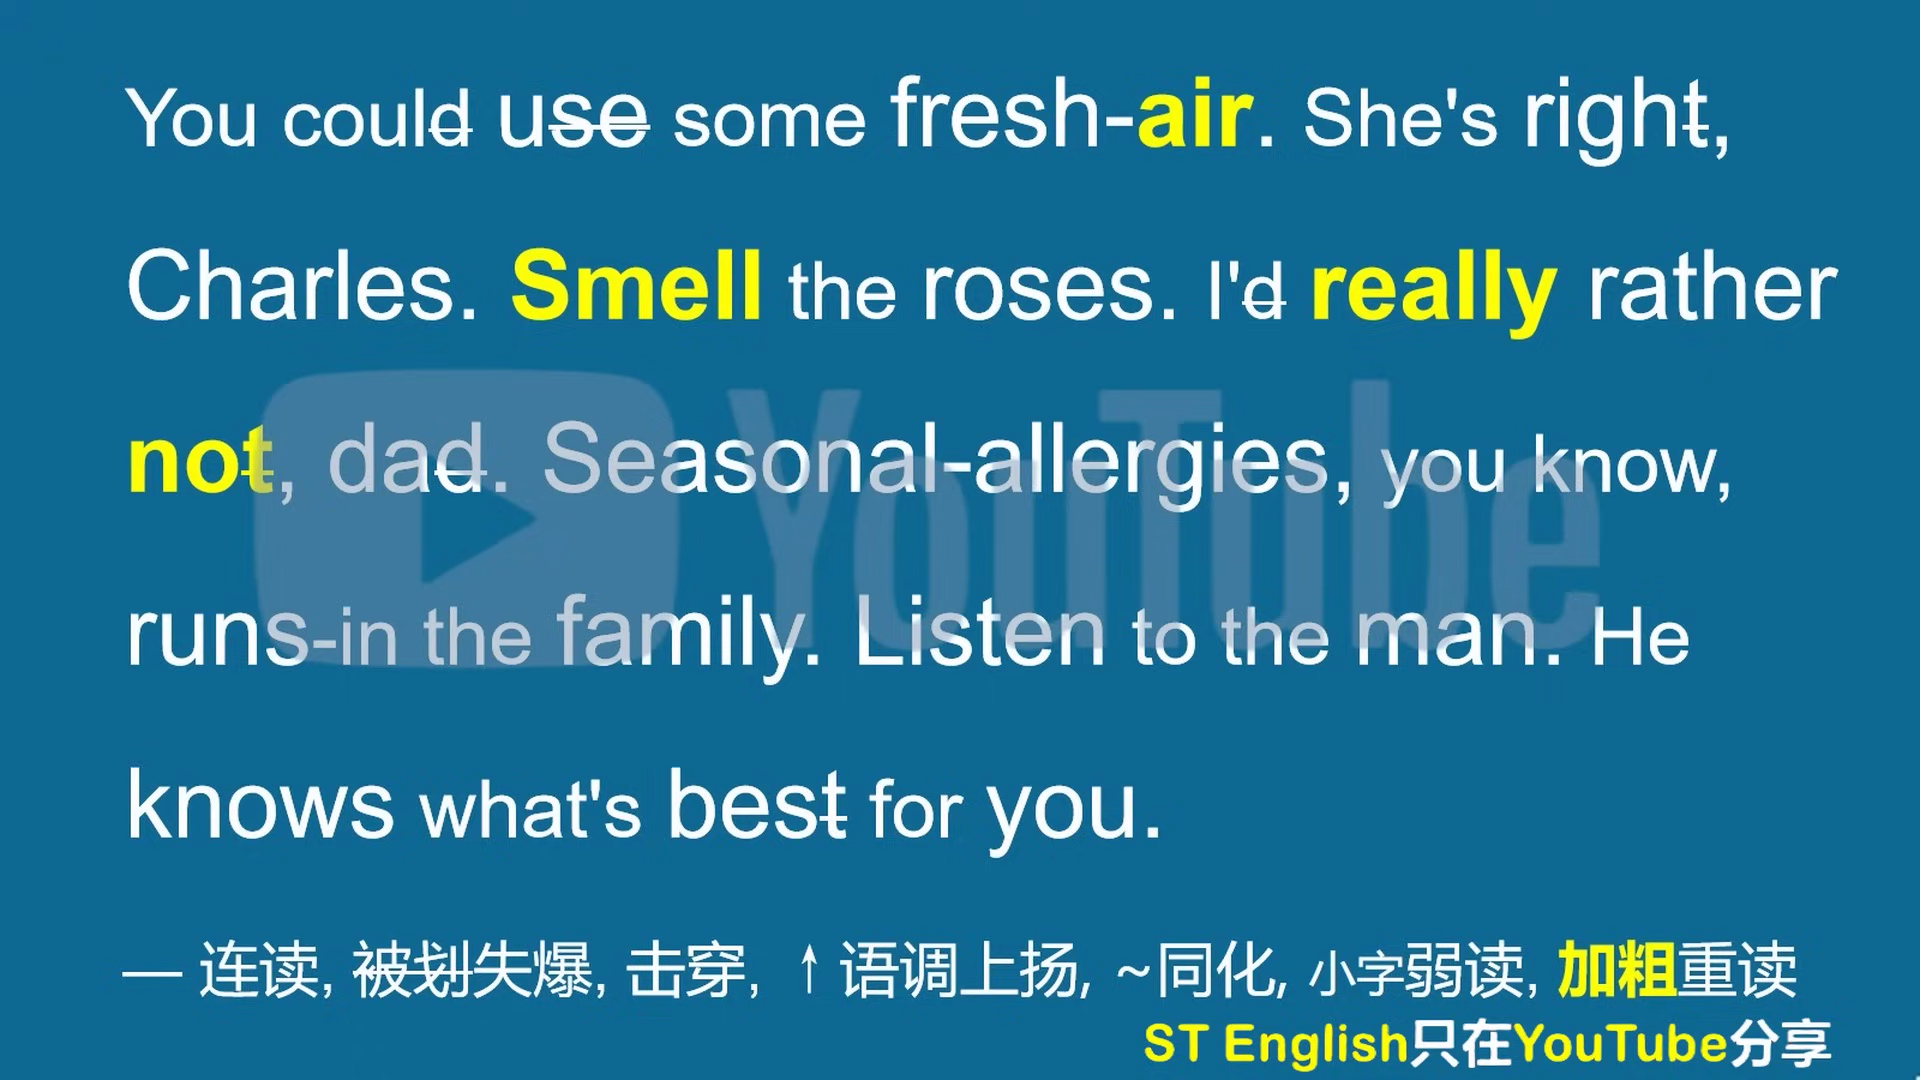 You could use some fresh-air. She's right,
Charles. Smell the roses. I'd really rather
not, dad. Seasonal-allergies, you know,
YouTube
runs-in the family. Listen to the man. He
knows what's best for you.
— 连读, 被划失爆, 击穿, ↑ 语调上扬, ~同化, 小字弱读, 加粗重读
ST English只在YouTube分享